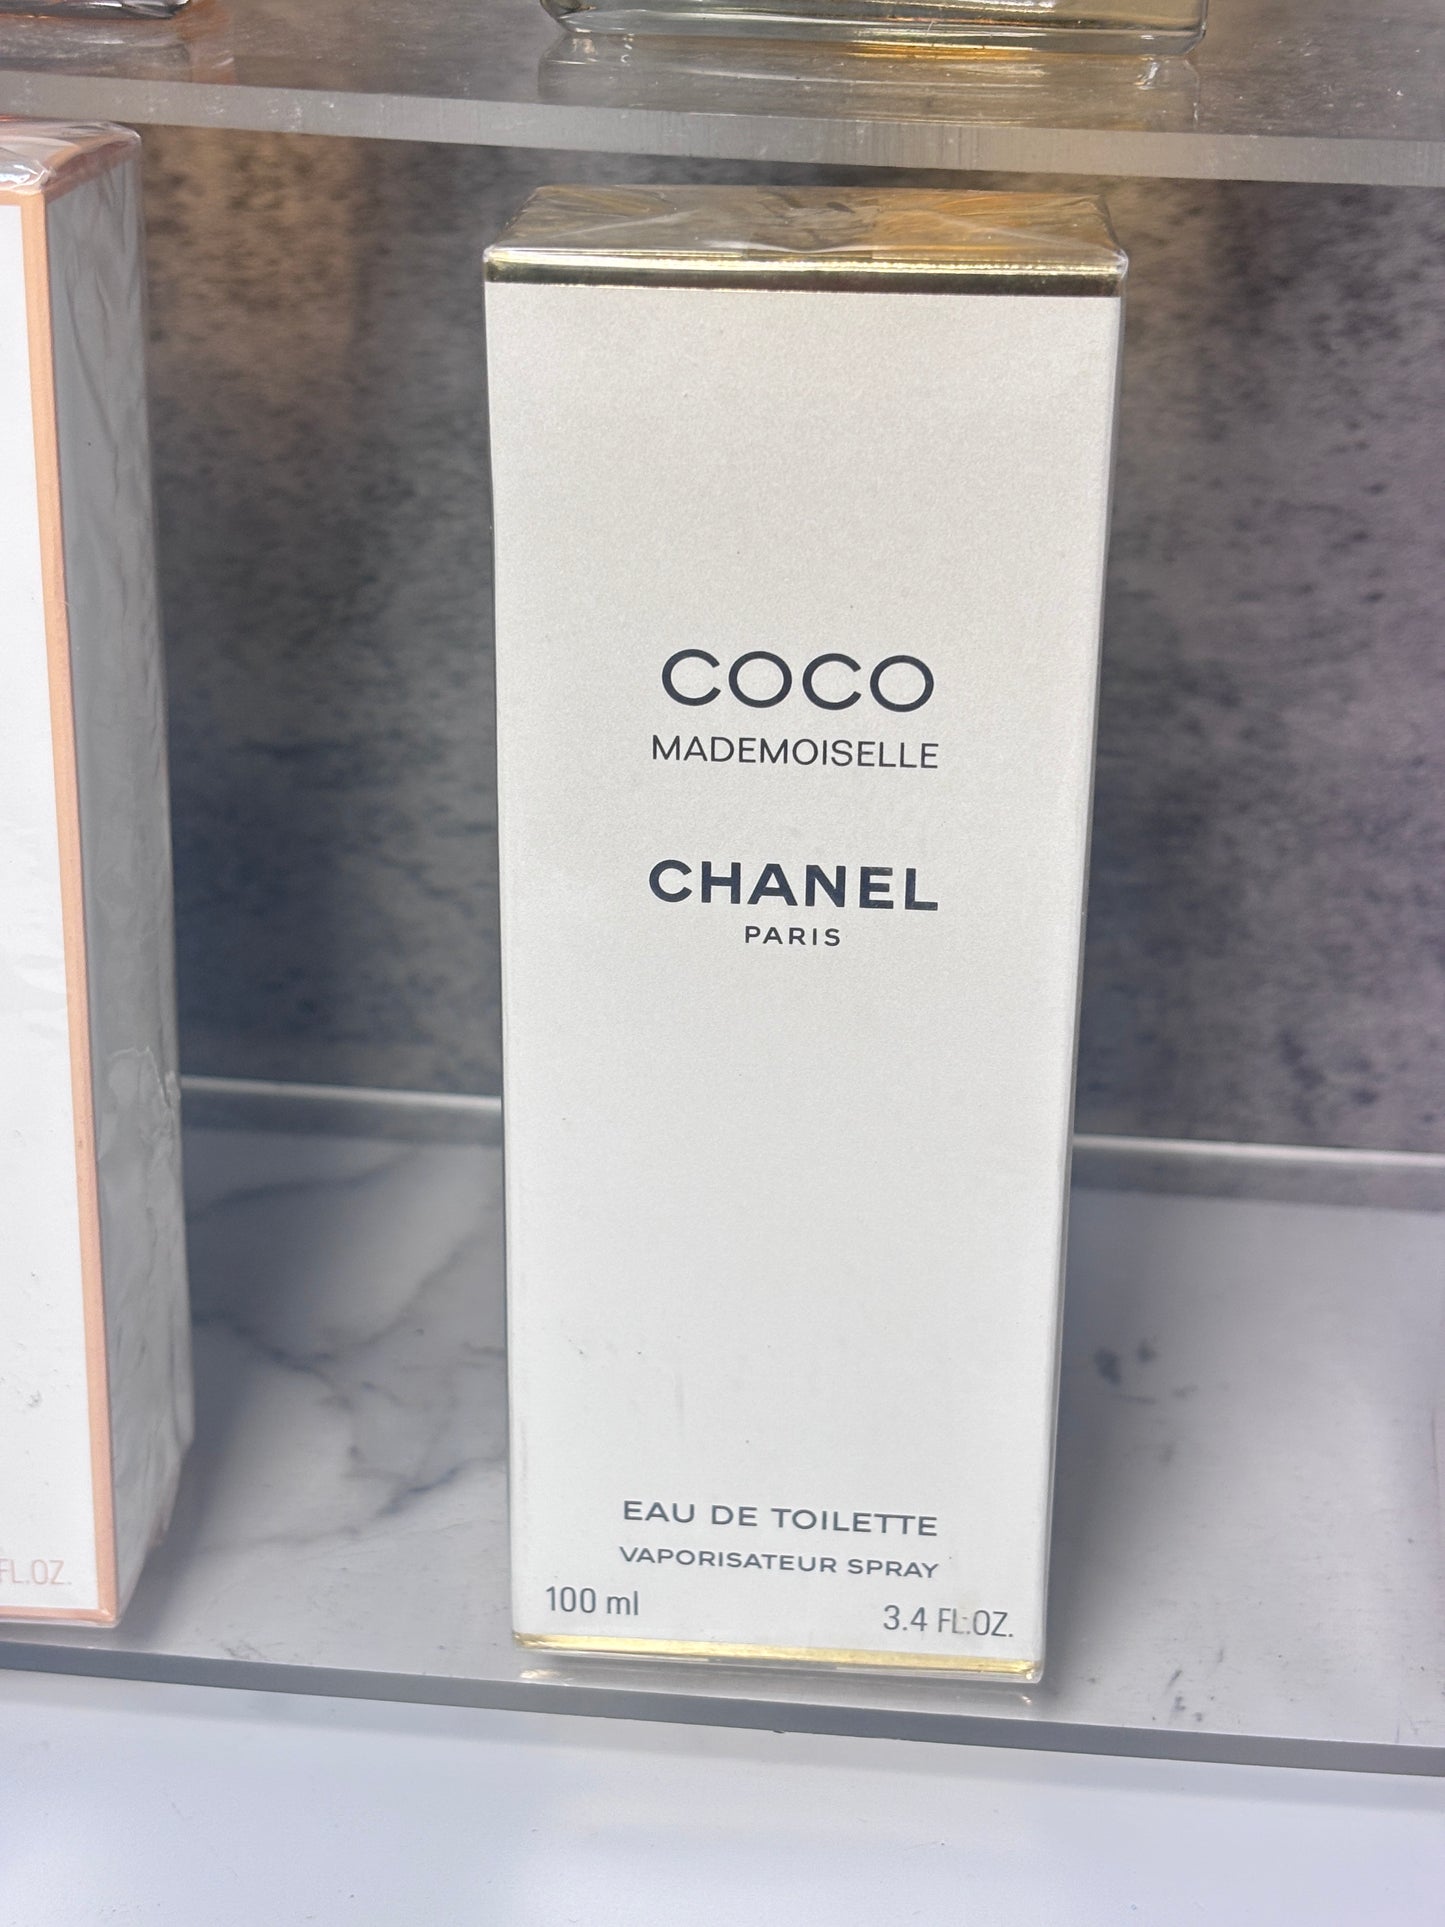 COCO
MADEMOISELLE
CHANEL
PARIS
EAU DE TOILETTE
VAPORISATEUR SPRAY
100 ml
3.4 FL.OZ.
FL.OZ.